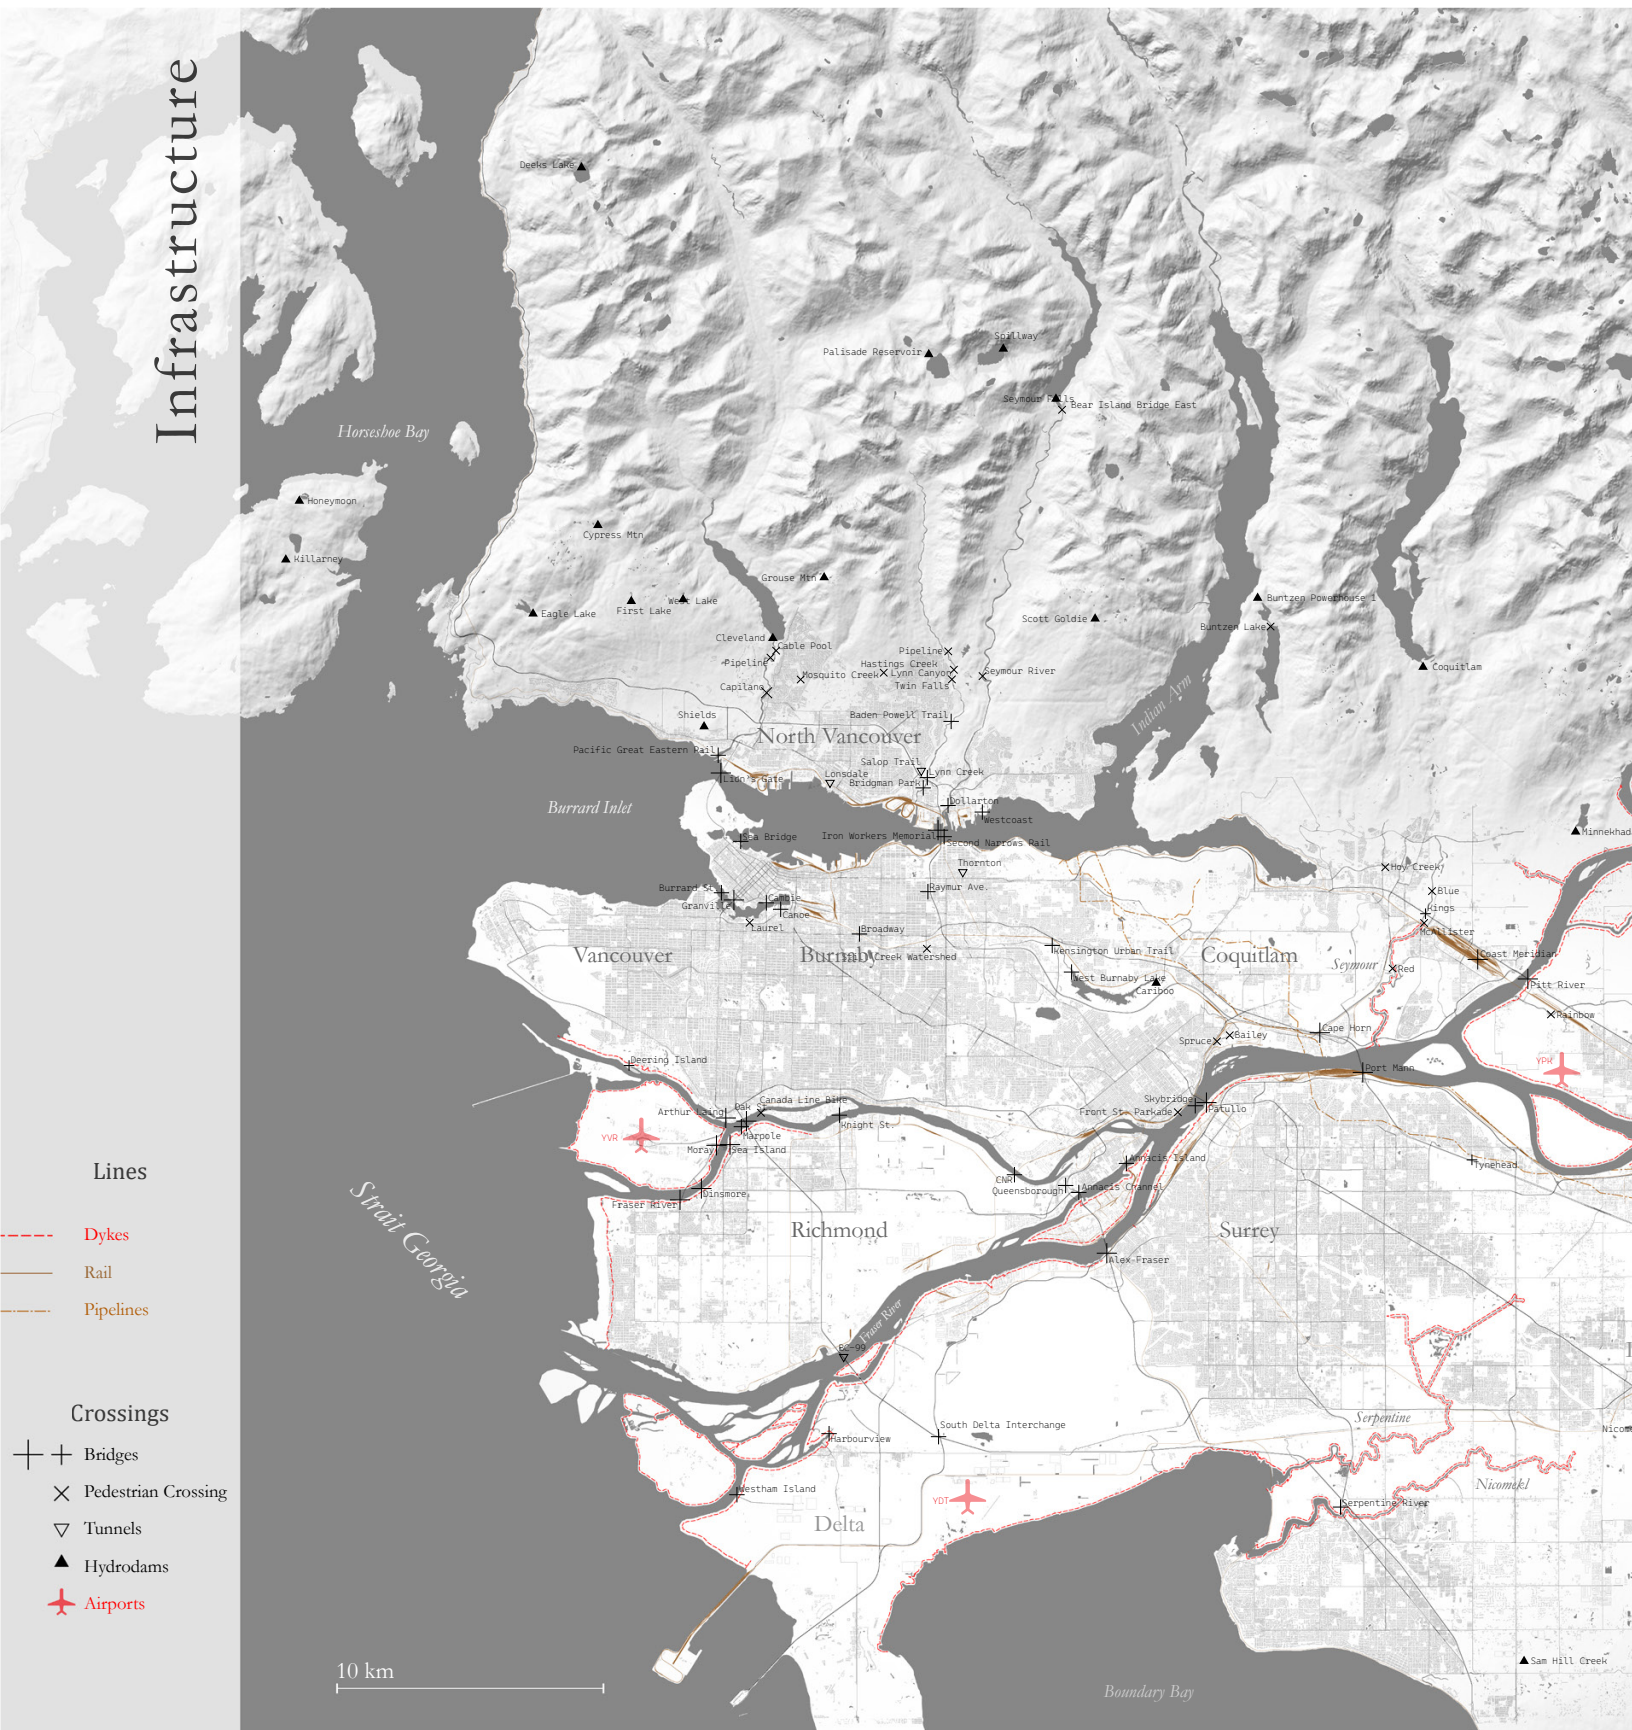 Infrastructure
Deeks Lake
Palisade Reservoir
Spillway
Seymour Falls
Bear Island Bridge East
Horseshoe Bay
Honeymoon
Killarney
Cypress Mtn
Grouse Mtn
Eagle Lake
First Lake
West Lake
Scott Goldie
Buntzen Powerhouse 1
Buntzen Lake
Coquitlam
Cleveland
Cable Pool
Pipeline
Pipeline
Hastings Creek
Mosquito Creek
Lynn Canyon
Seymour River
Twin Falls
Capilano
Indian Arm
Shields
Baden Powell Trail
North Vancouver
Pacific Great Eastern Rail
Lion's Gate
Salop Trail
Lynn Creek
Lonsdale
Bridgman Park
Burrard Inlet
Dollarton
Westcoast
Sea Bridge
Iron Workers Memorial
Second Narrows Rail
Minnekhad
Thornton
Hoy Creek
Burrard St.
Raymur Ave.
Blue
Granville
Cambie
Canoe
Kings
Laurel
Broadway
McAllister
Vancouver
Burnaby
Creek Watershed
Kensington Urban Trail
Coquitlam
Seymour
Coast Meridian
Red
West Burnaby Lake
Cariboo
Pitt River
Rainbow
Spruce
Bailey
Cape Horn
Deering Island
YPK
Port Mann
Canada Line Bike
Skybridge
Arthur Laing
Oak St.
Front St. Parkade
Patullo
Knight St.
YVR
Marpole
Moray
Sea Island
Annacis Island
Tynehead
CNR
Queensborough
Annacis Channel
Dinsmore
Fraser River
Strait Georgia
Richmond
Surrey
Alex Fraser
Lines
Dykes
Rail
Pipelines
Fraser River
BC-99
Crossings
Bridges
Pedestrian Crossing
Tunnels
Hydrodams
Airports
Serpentine
South Delta Interchange
Harbourview
Nicom
Westham Island
Nicomekl
YDT
Serpentine River
Delta
Sam Hill Creek
10 km
Boundary Bay